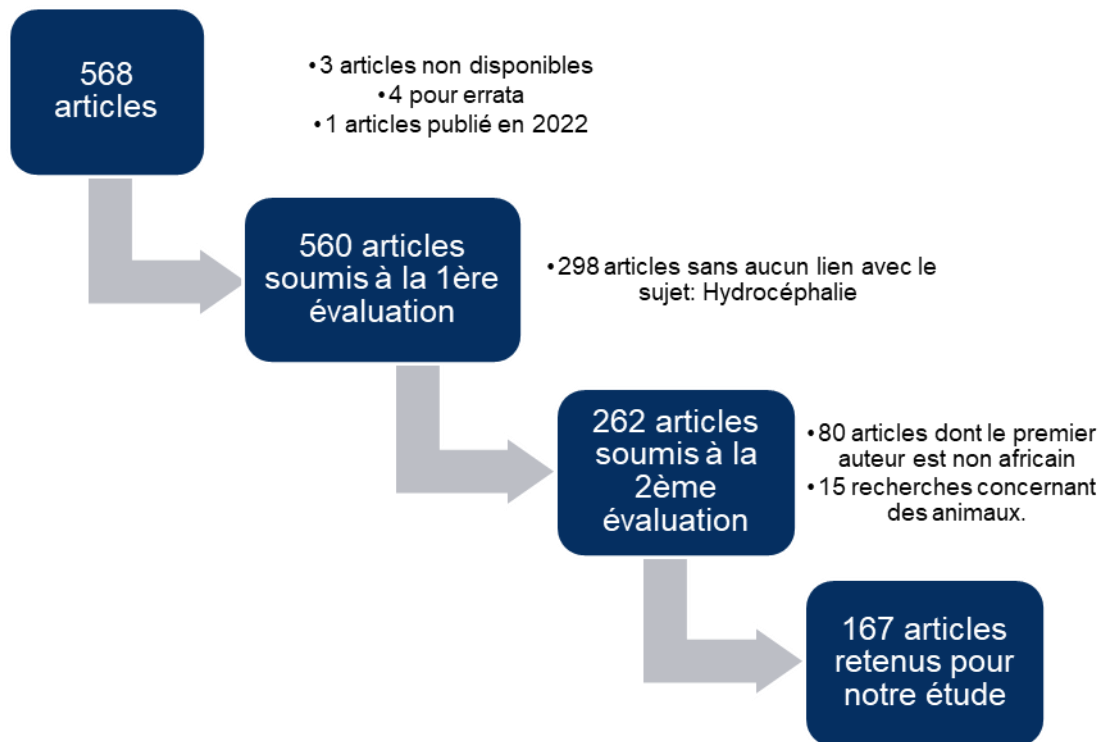 568
articles
•3 articles non disponibles
•4 pour errata
•1 articles publié en 2022
560 articles
soumis à la 1ère
évaluation
•298 articles sans aucun lien avec le
sujet: Hydrocéphalie
262 articles
soumis à la
2ème
évaluation
•80 articles dont le premier
auteur est non africain
•15 recherches concernant
des animaux.
167 articles
retenus pour
notre étude